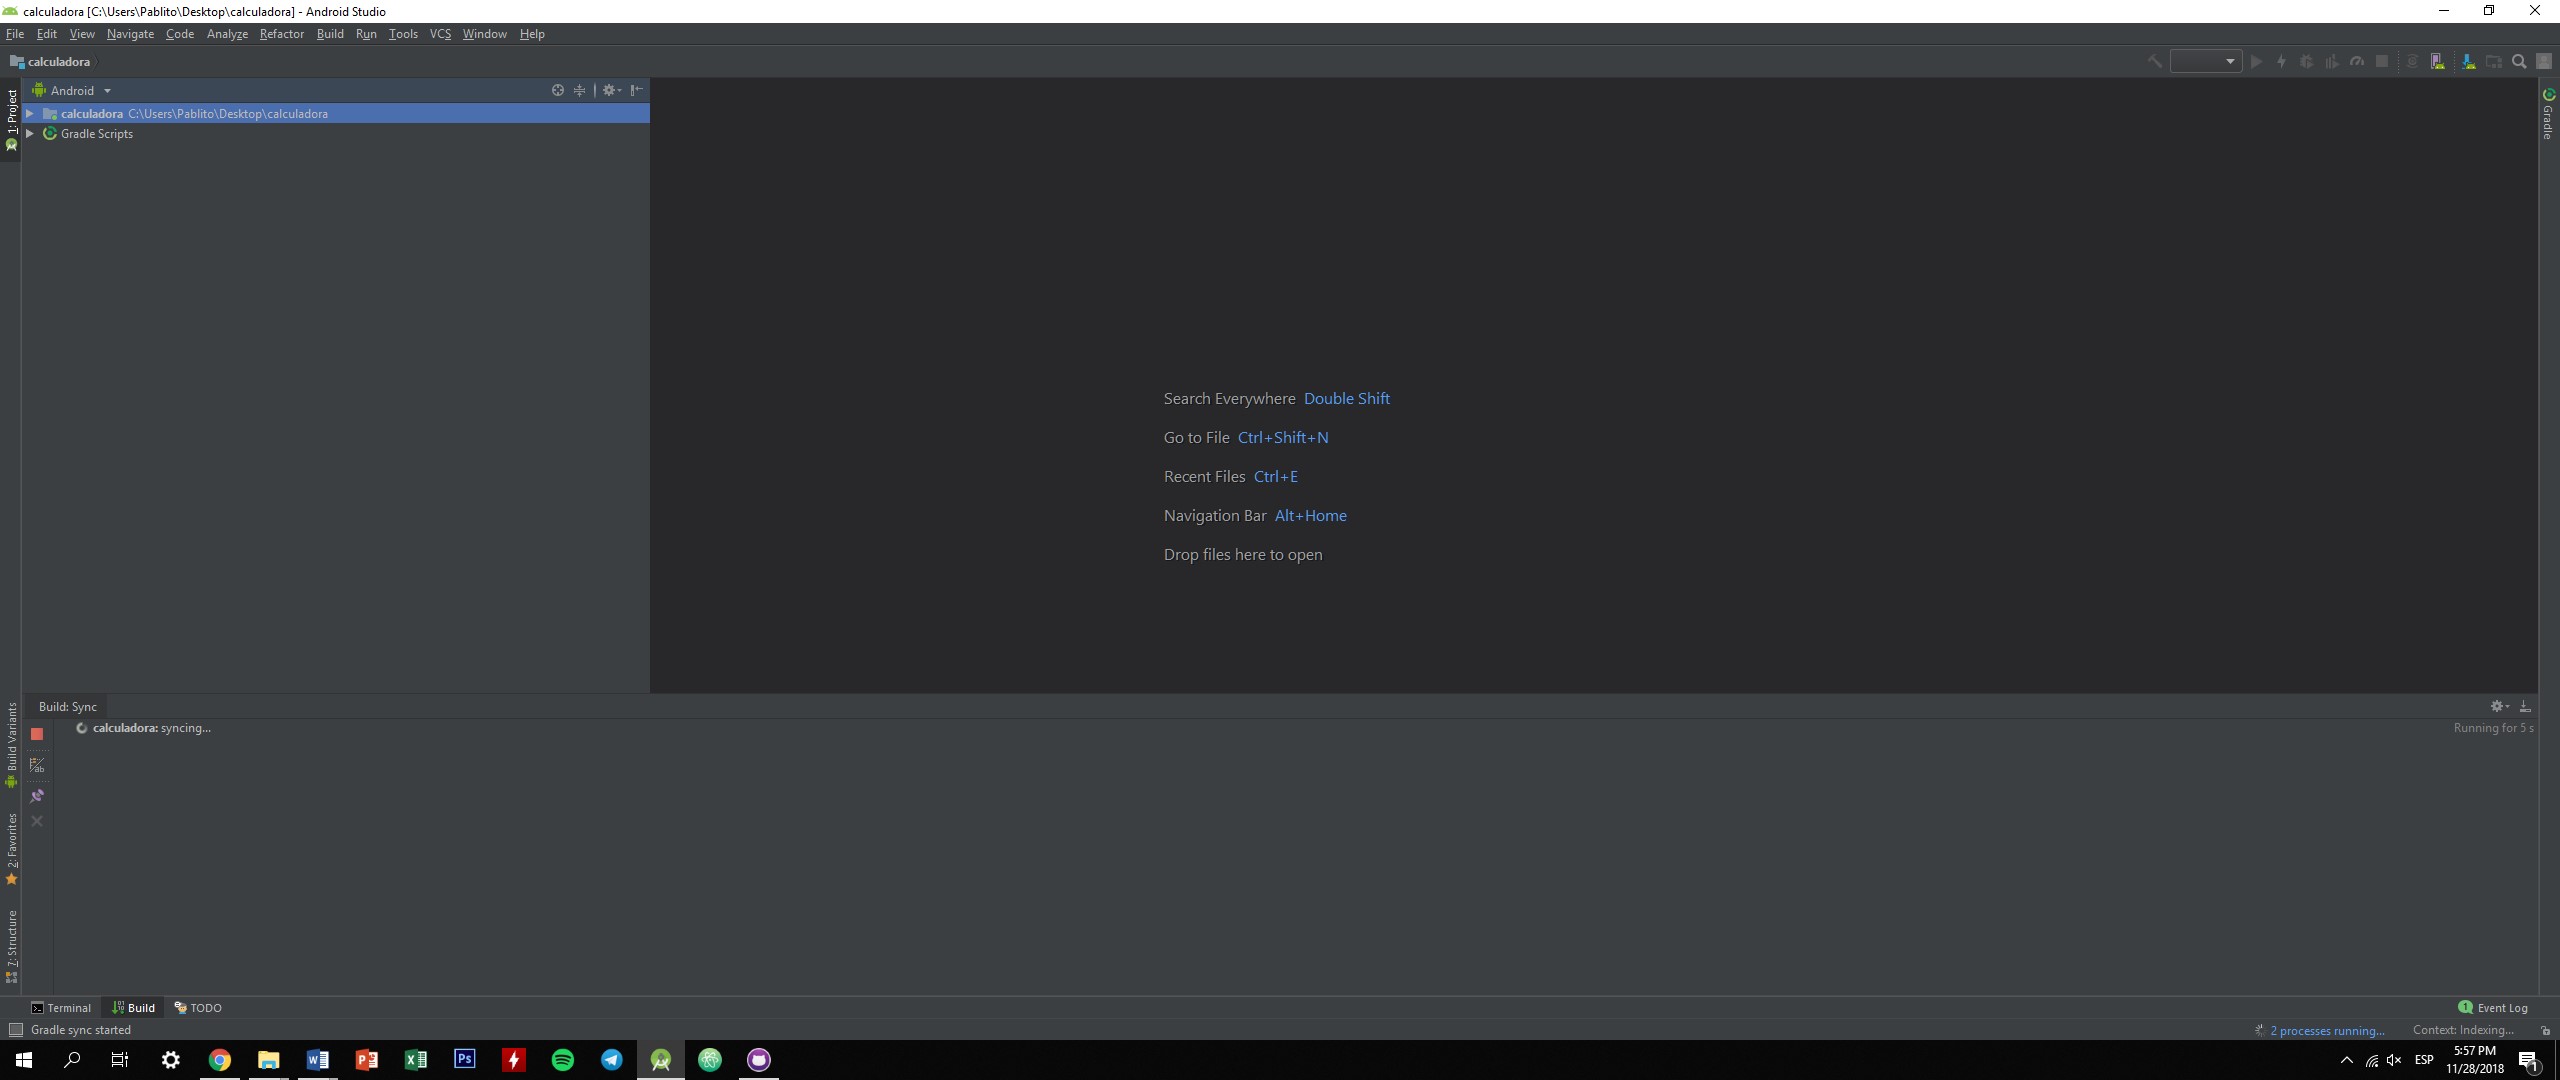 calculadora [C:\Users\Pablito\Desktop\calculadora] - Android Studio
File Edit View Navigate Code Analyze Refactor Build Run Tools VCS Window Help
calculadora
1: Project
Android
calculadora C:\Users\Pablito\Desktop\calculadora
Gradle Scripts
Gradle
Search Everywhere Double Shift
Go to File Ctrl+Shift+N
Recent Files Ctrl+E
Navigation Bar Alt+Home
Drop files here to open
Build Variants
2: Favorites
7: Structure
Build: Sync
calculadora: syncing... Running for 5 s
Terminal Build TODO 1 Event Log
Gradle sync started 2 processes running... Context: Indexing...
ESP
5:57 PM
11/28/2018
1